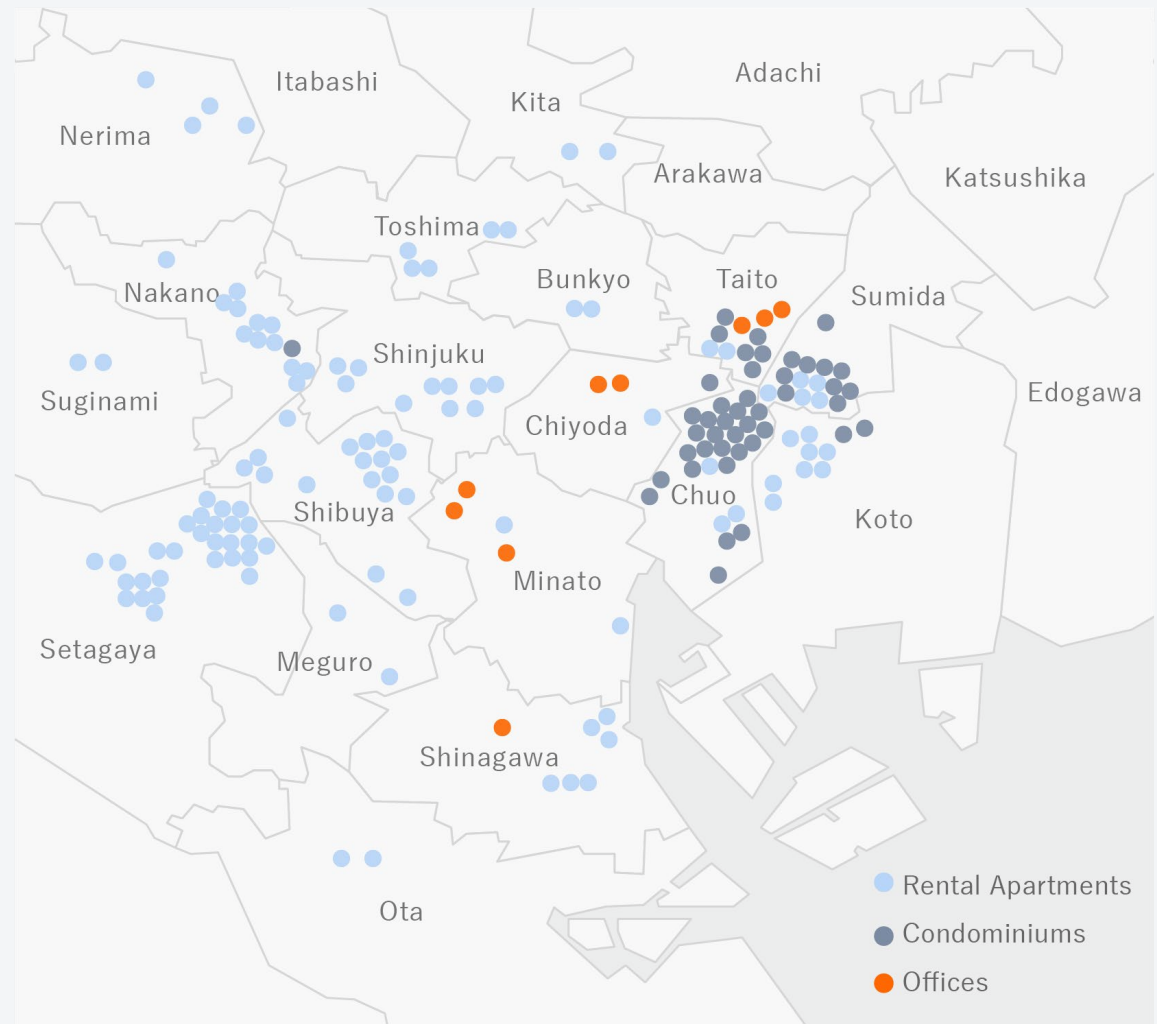 Itabashi
Adachi
Kita
Nerima
Arakawa
Katsushika
Toshima
Bunkyo
Taito
Nakano
Sumida
Shinjuku
Suginami
Edogawa
Chiyoda
Chuo
Shibuya
Koto
Minato
Setagaya
Meguro
Shinagawa
Ota
Rental Apartments
Condominiums
Offices